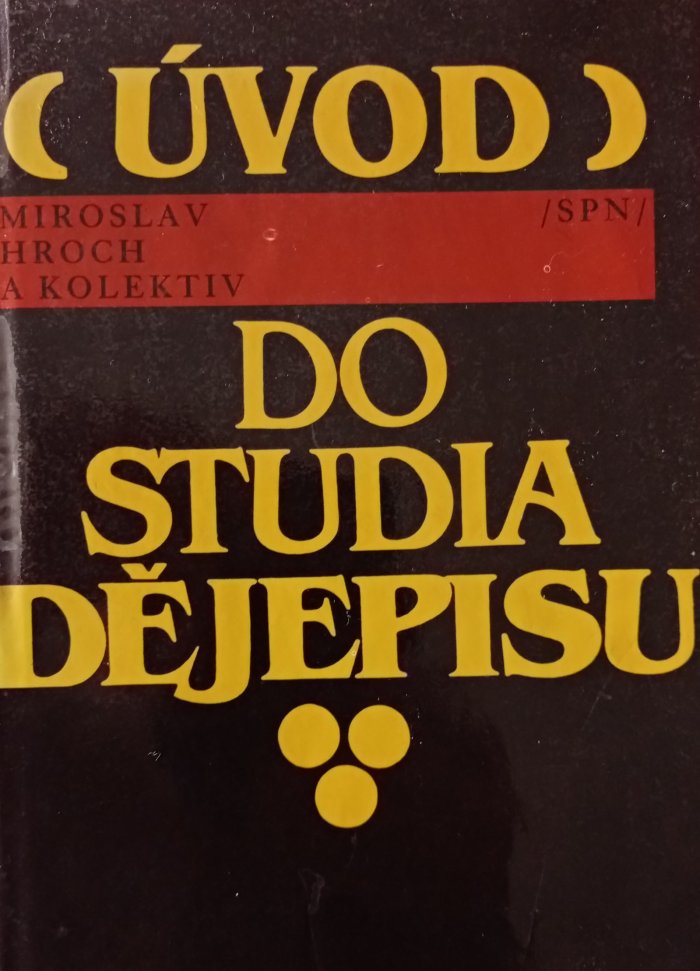 ( ÚVOD )
MIROSLAV /SPN/
HROCH
A KOLEKTIV
DO
STUDIA
DĚJEPISU